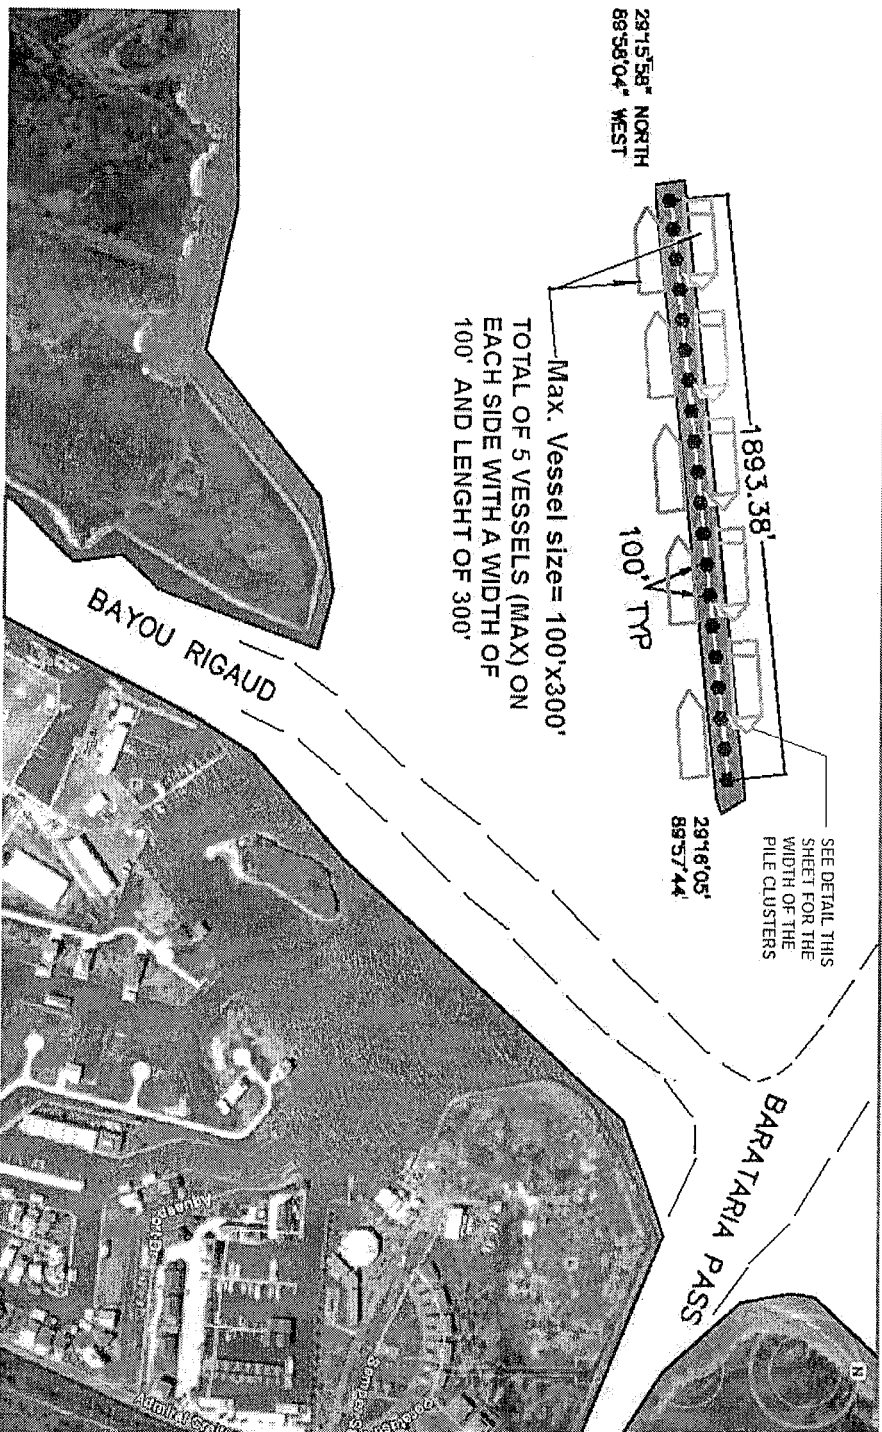 29°15'58" NORTH
89°58'04" WEST
1893.38'
100' TYP
Max. Vessel size= 100'x300'
TOTAL OF 5 VESSELS (MAX) ON
EACH SIDE WITH A WIDTH OF
100' AND LENGHT OF 300'
SEE DETAIL THIS
SHEET FOR THE
WIDTH OF THE
PILE CLUSTERS
29°16'05"
89°57'44"
BAYOU RIGAUD
BARATARIA PASS
N
Aquasport Dr